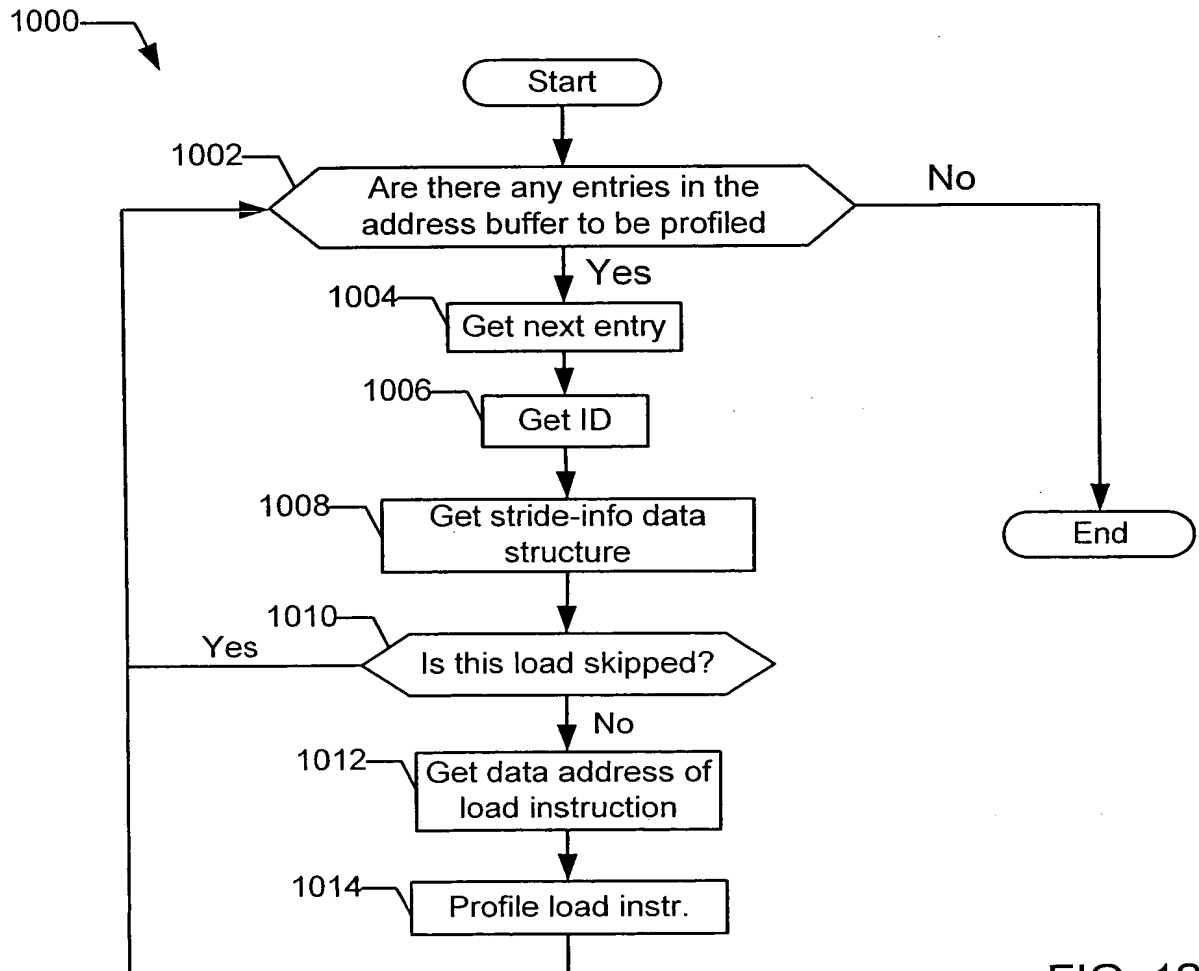 1000
Start
1002
Are there any entries in the
address buffer to be profiled
No
Yes
1004
Get next entry
1006
Get ID
1008
Get stride-info data
structure
End
1010
Yes
Is this load skipped?
No
1012
Get data address of
load instruction
1014
Profile load instr.
FIG.